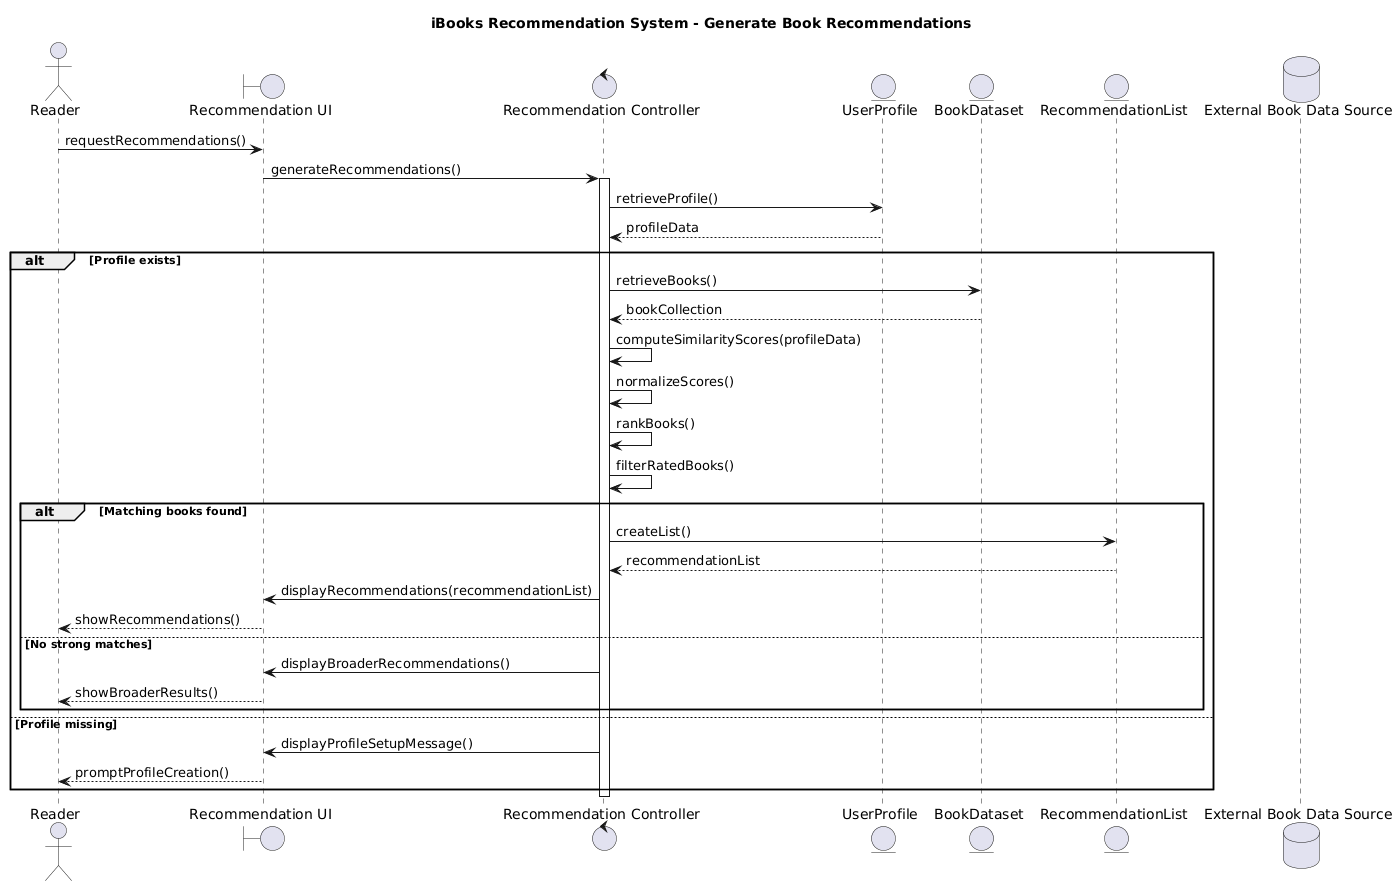 iBooks Recommendation System - Generate Book Recommendations
Reader
Recommendation UI
Recommendation Controller
UserProfile
BookDataset
RecommendationList
External Book Data Source
requestRecommendations()
generateRecommendations()
retrieveProfile()
profileData
alt
[Profile exists]
retrieveBooks()
bookCollection
computeSimilarityScores(profileData)
normalizeScores()
rankBooks()
filterRatedBooks()
alt
[Matching books found]
createList()
recommendationList
displayRecommendations(recommendationList)
showRecommendations()
[No strong matches]
displayBroaderRecommendations()
showBroaderResults()
[Profile missing]
displayProfileSetupMessage()
promptProfileCreation()
Reader
Recommendation UI
Recommendation Controller
UserProfile
BookDataset
RecommendationList
External Book Data Source